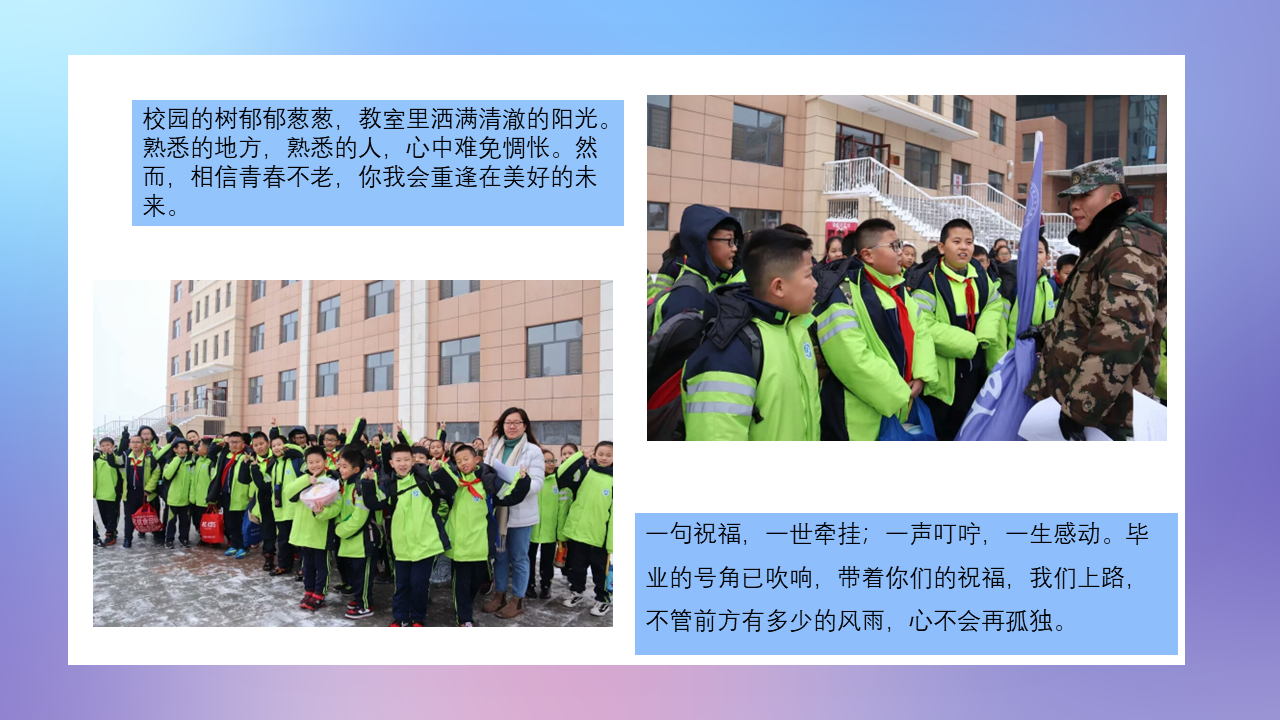 校园的树郁郁葱葱，教室里洒满清澈的阳光。
熟悉的地方，熟悉的人，心中难免惆怅。然
而，相信青春不老，你我会重逢在美好的未
来。
一句祝福，一世牵挂；一声叮咛，一生感动。毕
业的号角已吹响，带着你们的祝福，我们上路，
不管前方有多少的风雨，心不会再孤独。